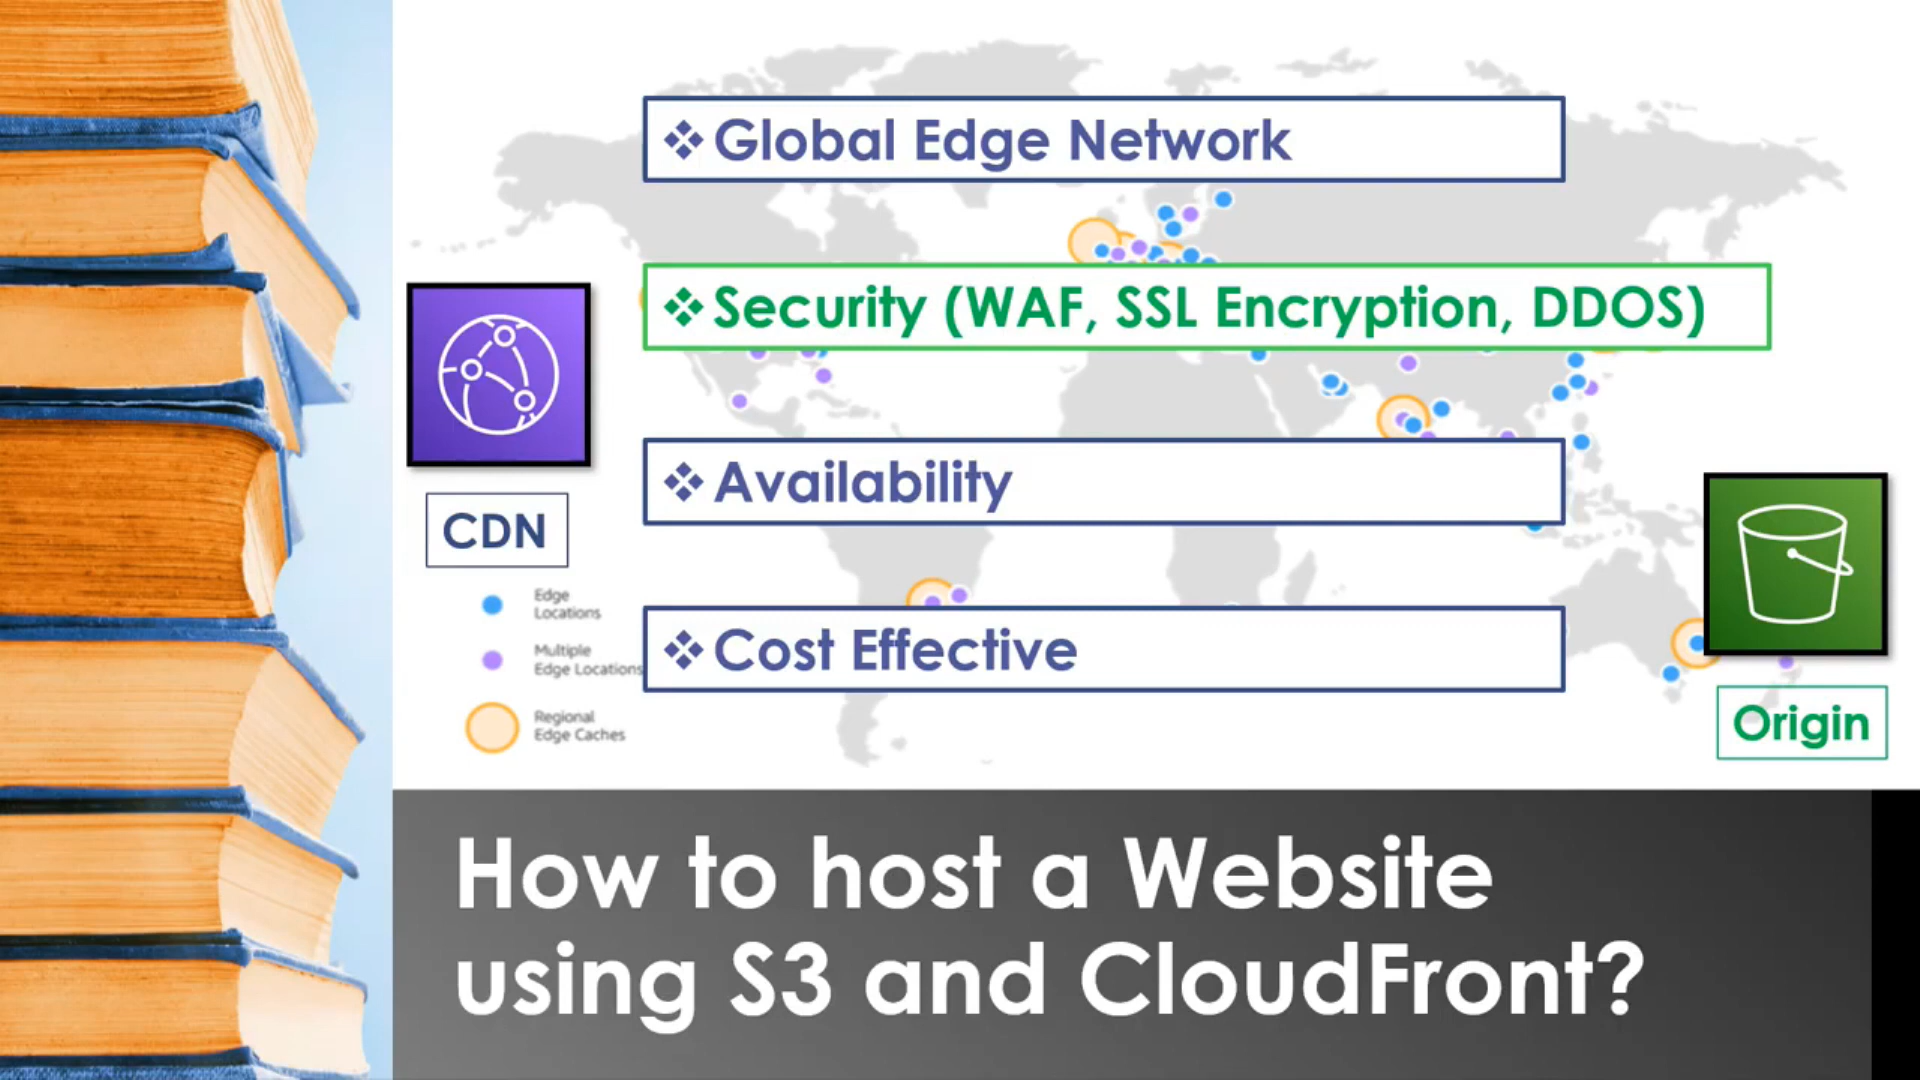 ❖ Global Edge Network
❖ Security (WAF, SSL Encryption, DDOS)
❖ Availability
CDN
Edge
Locations
Multiple
Edge Locations
❖ Cost Effective
Regional
Edge Caches
Origin
How to host a Website
using S3 and CloudFront?